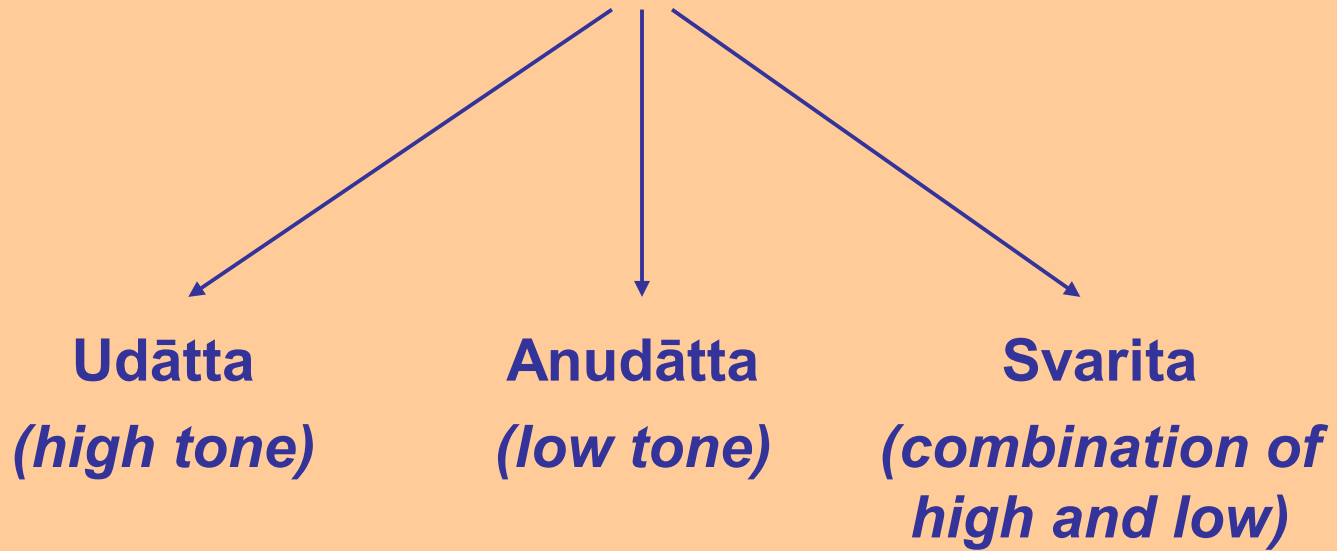 Udātta Anudātta Svarita
(high tone) (low tone) (combination of
high and low)